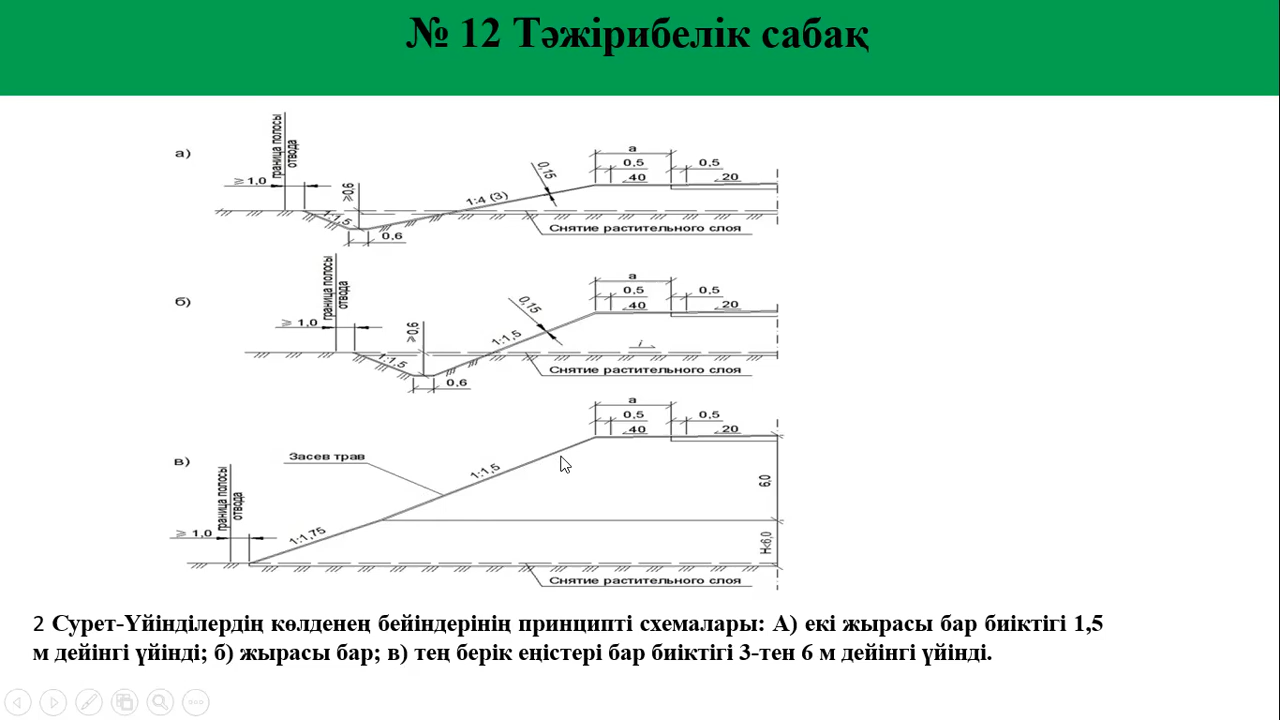 № 12 Тәжірибелік сабақ
а)
граница полосы
отвода
⩾ 1,0
1:1,5
⩾0,6
0,6
1:4 (3)
0,15
а
0,5
0,5
40
20
Снятие растительного слоя
б)
граница полосы
отвода
⩾ 1,0
1:1,5
⩾0,6
0,6
1:1,5
0,15
а
0,5
0,5
40
20
i
Снятие растительного слоя
в)
граница полосы
отвода
⩾ 1,0
Засев трав
1:1,75
1:1,5
а
0,5
0,5
40
20
6,0
H<6,0
Снятие растительного слоя
2 Сурет-Үйінділердің көлденең бейіндерінің принципті схемалары: А) екі жырасы бар биіктігі 1,5
м дейінгі үйінді; б) жырасы бар; в) тең берік еңістері бар биіктігі 3-тен 6 м дейінгі үйінді.